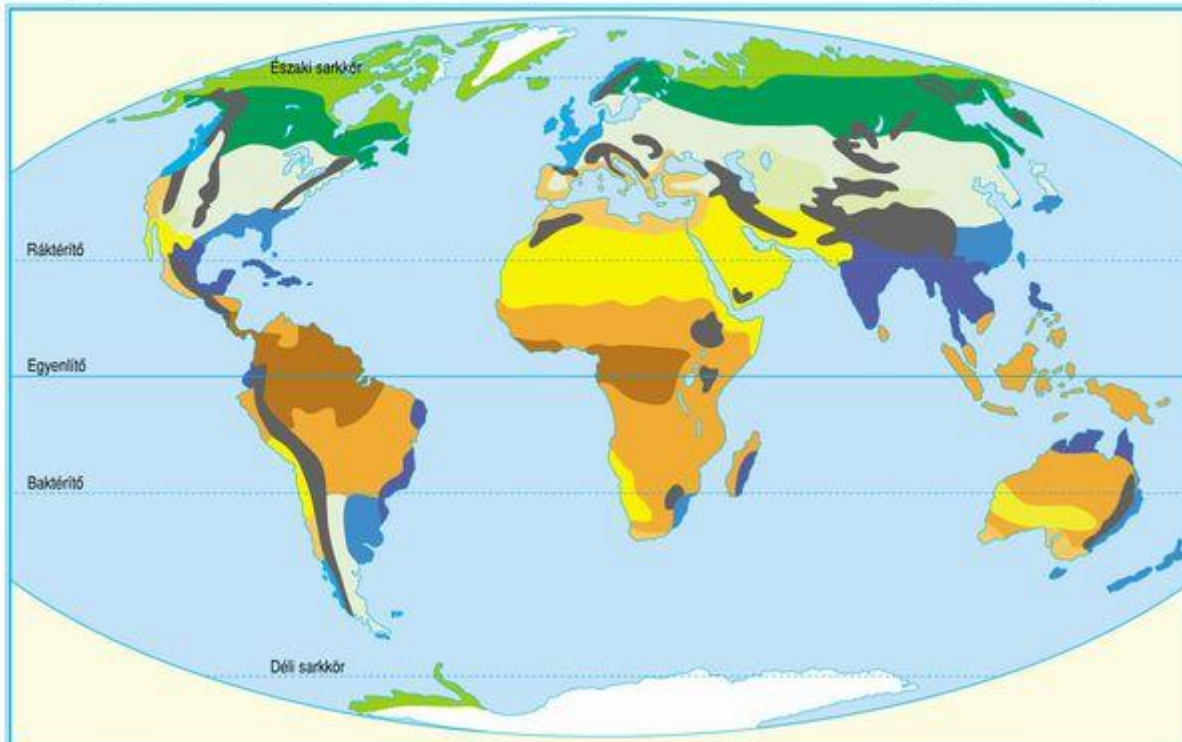 Északi sarkkör
Ráktérítő
Egyenlítő
Baktérítő
Déli sarkkör